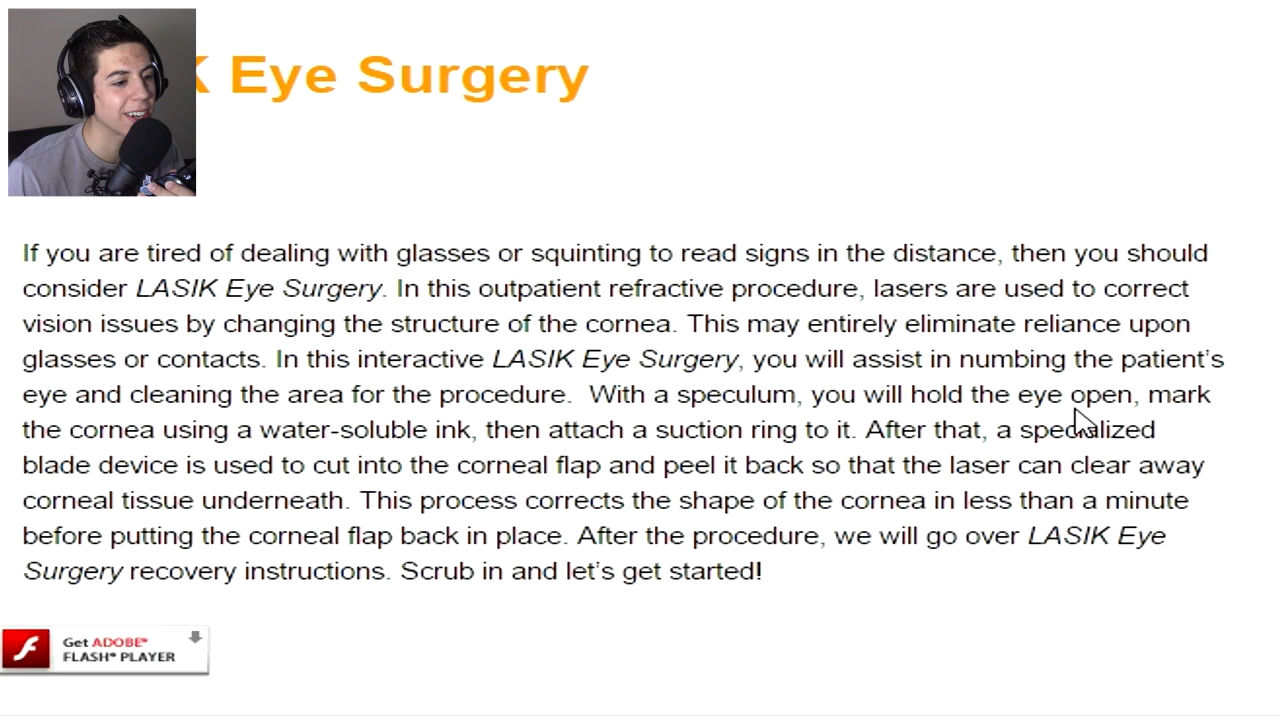 K Eye Surgery
If you are tired of dealing with glasses or squinting to read signs in the distance, then you should
consider LASIK Eye Surgery. In this outpatient refractive procedure, lasers are used to correct
vision issues by changing the structure of the cornea. This may entirely eliminate reliance upon
glasses or contacts. In this interactive LASIK Eye Surgery, you will assist in numbing the patient’s
eye and cleaning the area for the procedure.  With a speculum, you will hold the eye open, mark
the cornea using a water-soluble ink, then attach a suction ring to it. After that, a specialized
blade device is used to cut into the corneal flap and peel it back so that the laser can clear away
corneal tissue underneath. This process corrects the shape of the cornea in less than a minute
before putting the corneal flap back in place. After the procedure, we will go over LASIK Eye
Surgery recovery instructions. Scrub in and let’s get started!
Get ADOBE®
FLASH® PLAYER